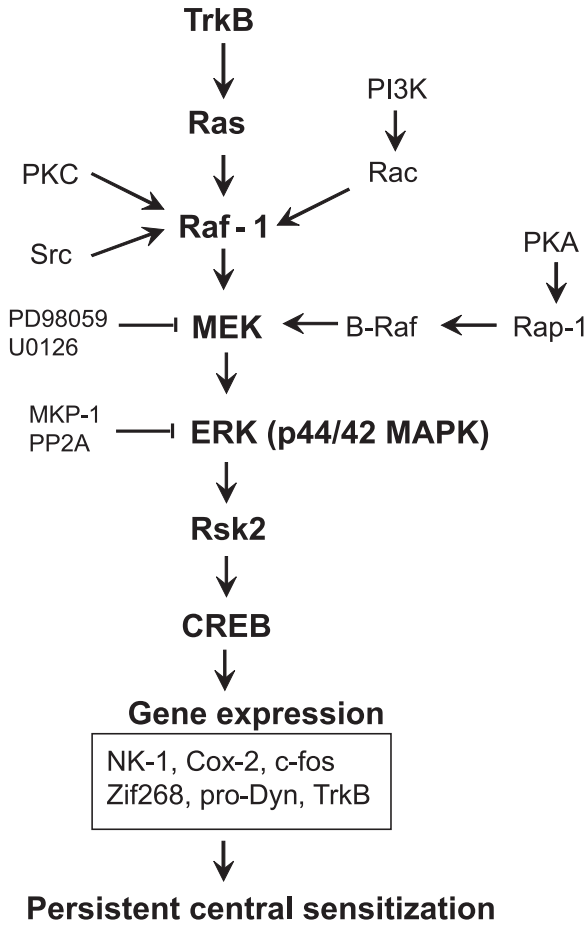 TrkB
PI3K
Ras
PKC
Rac
Raf - 1
Src
PKA
PD98059
U0126
MEK
B-Raf
Rap-1
MKP-1
PP2A
ERK (p44/42 MAPK)
Rsk2
CREB
Gene expression
NK-1, Cox-2, c-fos
Zif268, pro-Dyn, TrkB
Persistent central sensitization